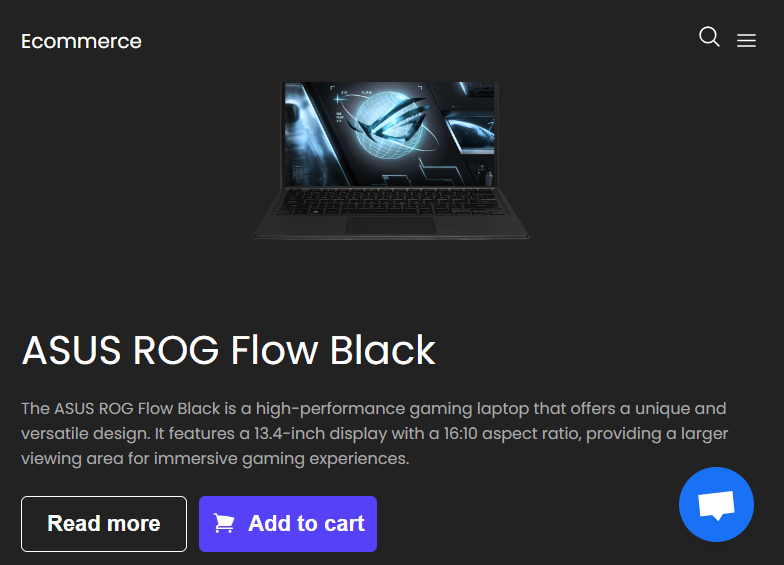 Ecommerce
ASUS ROG Flow Black
The ASUS ROG Flow Black is a high-performance gaming laptop that offers a unique and
versatile design. It features a 13.4-inch display with a 16:10 aspect ratio, providing a larger
viewing area for immersive gaming experiences.
Read more
Add to cart